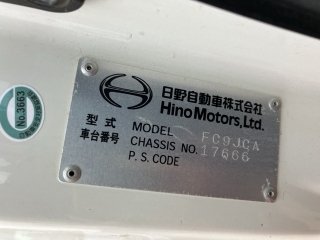 日野自動車株式会社
Hino Motors, Ltd.
型式 MODEL FC9JCA
車台番号 CHASSIS NO. 17666
P. S. CODE
No.3663